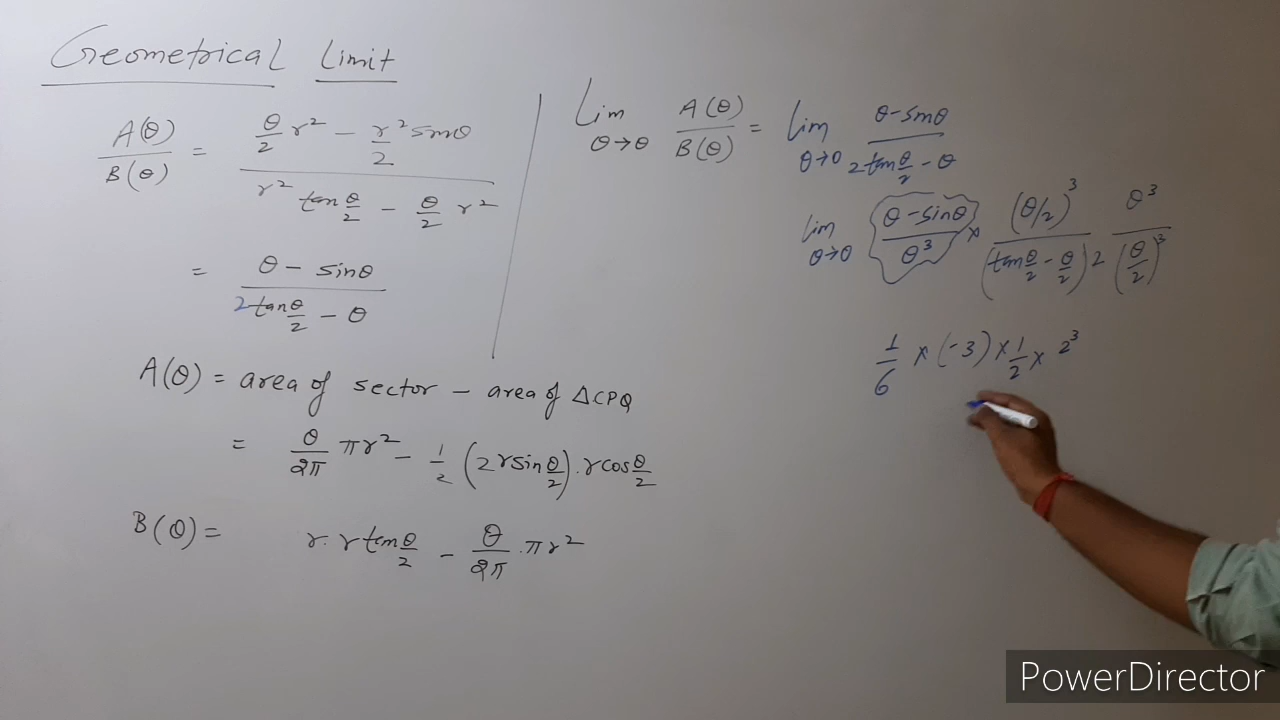 Geometrical Limit
A(θ)/B(θ) = (θ/2 r² − r² sinθ/2)/(r² tan θ/2 − θ/2 r²)
= (θ − sinθ)/(2tan θ/2 − θ)
A(θ) = area of sector − area of ΔCPQ
= θ/2π πr² − 1/2 (2r sin θ/2) . r cos θ/2
B(θ) = r. r tan θ/2 − θ/2π . πr²
Lim θ→θ A(θ)/B(θ) = lim θ→0 (θ-sinθ)/(2 tan θ/2 − θ)
lim θ→θ (θ − sinθ)/θ³ × (θ/2)³/(tan θ/2 − θ/2)2 θ³/(θ/2)³
1/6 × (-3) × 1/2 × 2³
PowerDirector